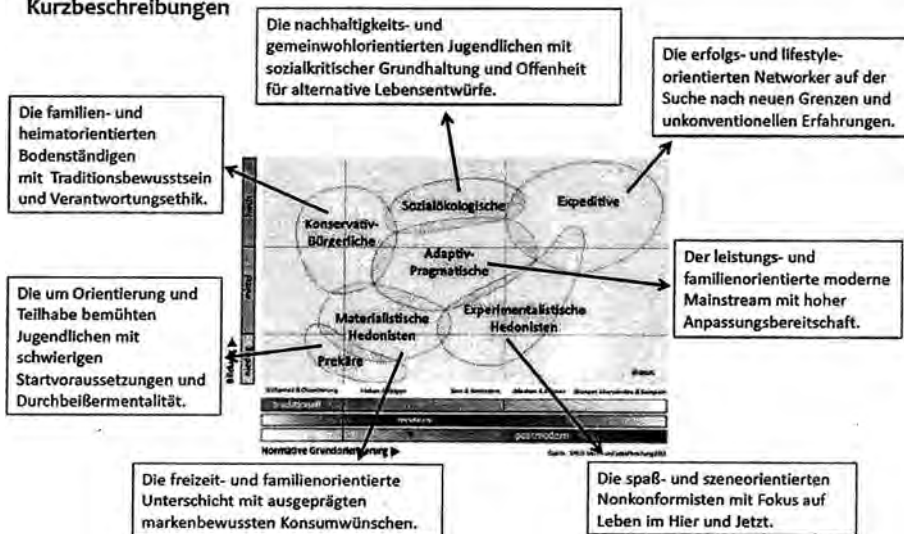 Kurzbeschreibungen
Die nachhaltigkeits- und
gemeinwohlorientierten Jugendlichen mit
sozialkritischer Grundhaltung und Offenheit
für alternative Lebensentwürfe.
Die erfolgs- und lifestyle-
orientierten Networker auf der
Suche nach neuen Grenzen und
unkonventionellen Erfahrungen.
Die familien- und
heimatorientierten
Bodenständigen
mit Traditionsbewusstsein
und Verantwortungsethik.
Sozialökologische
Expeditive
Konservativ-
Bürgerliche
Adaptiv-
Pragmatische
Der leistungs- und
familienorientierte moderne
Mainstream mit hoher
Anpassungsbereitschaft.
Die um Orientierung und
Teilhabe bemühten
Jugendlichen mit
schwierigen
Startvoraussetzungen und
Durchbeißermentalität.
Materialistische
Hedonisten
Experimentalistische
Hedonisten
Prekäre
traditionell
modern
postmodern
Normative Grundorientierung ▶
Die freizeit- und familienorientierte
Unterschicht mit ausgeprägten
markenbewussten Konsumwünschen.
Die spaß- und szeneorientierten
Nonkonformisten mit Fokus auf
Leben im Hier und Jetzt.